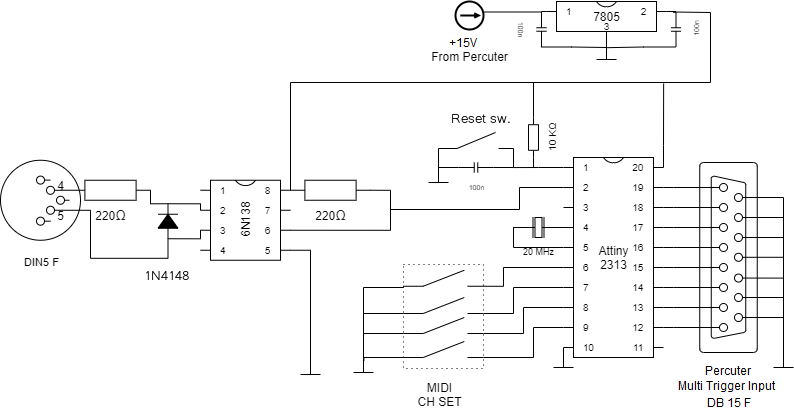 1
7805
2
3
100n
100n
+15V
From Percuter
Reset sw.
10 KΩ
100n
4
5
DIN5 F
220Ω
1N4148
1
2
3
4
6N138
8
7
6
5
220Ω
20 MHz
1
2
3
4
5
6
7
8
9
10
Attiny
2313
20
19
18
17
16
15
14
13
12
11
MIDI
CH SET
Percuter
Multi Trigger Input
DB 15 F